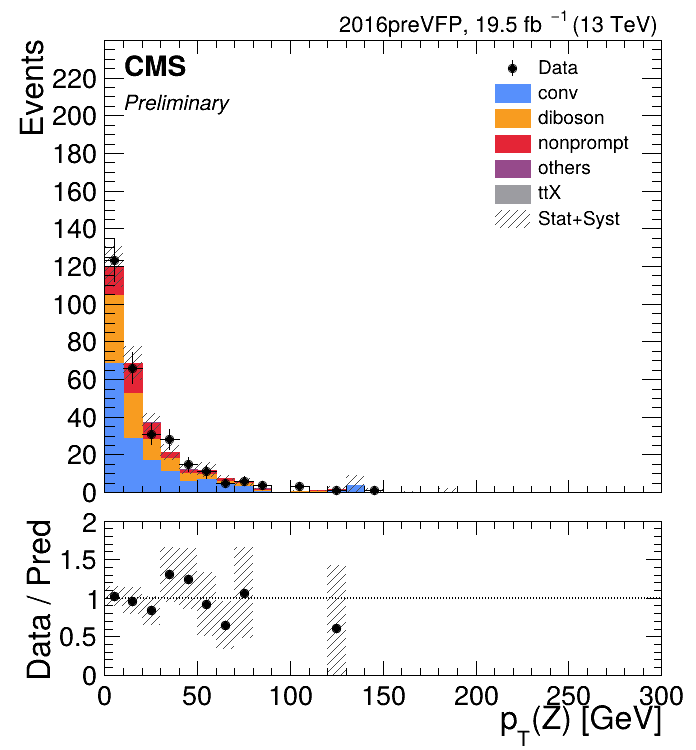 2016preVFP, 19.5 fb ⁻¹ (13 TeV)
CMS
Preliminary
Events
220
200
180
160
140
120
100
80
60
40
20
0
Data
conv
diboson
nonprompt
others
ttX
Stat+Syst
Data / Pred
2
1.5
1
0.5
0
0 50 100 150 200 250 300
p_T(Z) [GeV]